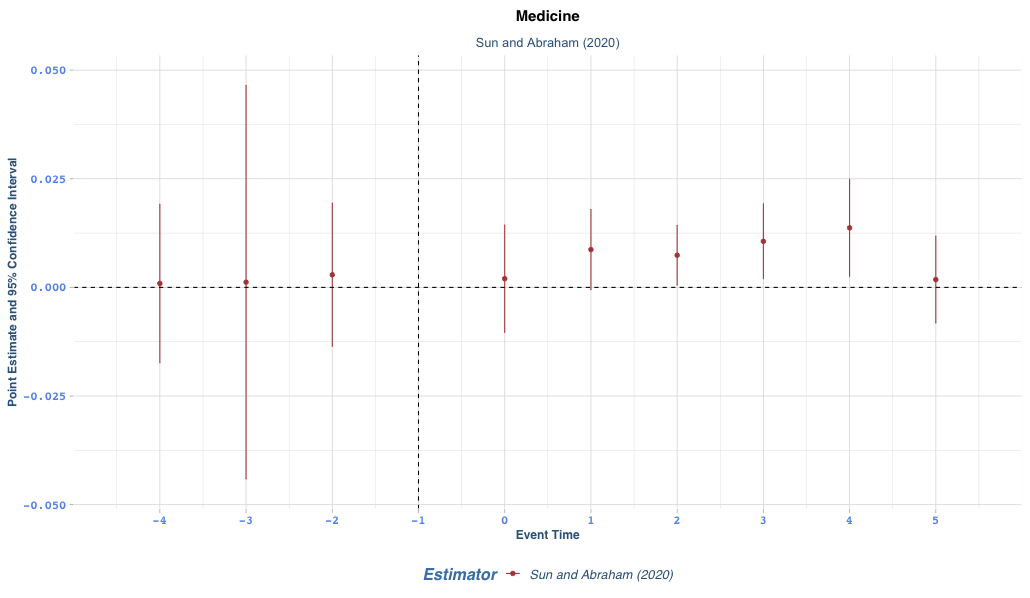 Medicine
Sun and Abraham (2020)
Point Estimate and 95% Confidence Interval
0.050
0.025
0.000
−0.025
−0.050
−4 −3 −2 −1 0 1 2 3 4 5
Event Time
Estimator Sun and Abraham (2020)